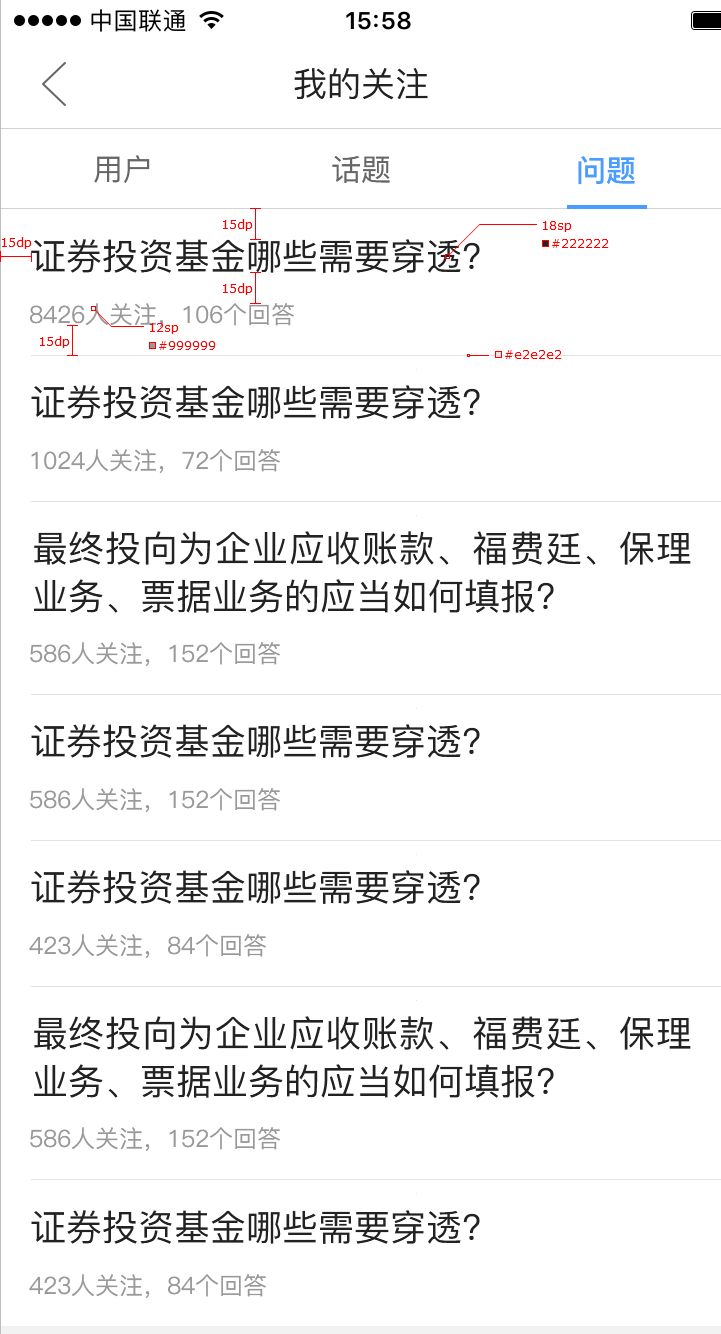 中国联通 15:58
我的关注
用户 话题 问题
15dp 18sp
15dp #222222
证券投资基金哪些需要穿透?
15dp
8426人关注，106个回答
12sp
15dp #999999
#e2e2e2
证券投资基金哪些需要穿透?
1024人关注，72个回答
最终投向为企业应收账款、福费廷、保理
业务、票据业务的应当如何填报?
586人关注，152个回答
证券投资基金哪些需要穿透?
586人关注，152个回答
证券投资基金哪些需要穿透?
423人关注，84个回答
最终投向为企业应收账款、福费廷、保理
业务、票据业务的应当如何填报?
586人关注，152个回答
证券投资基金哪些需要穿透?
423人关注，84个回答